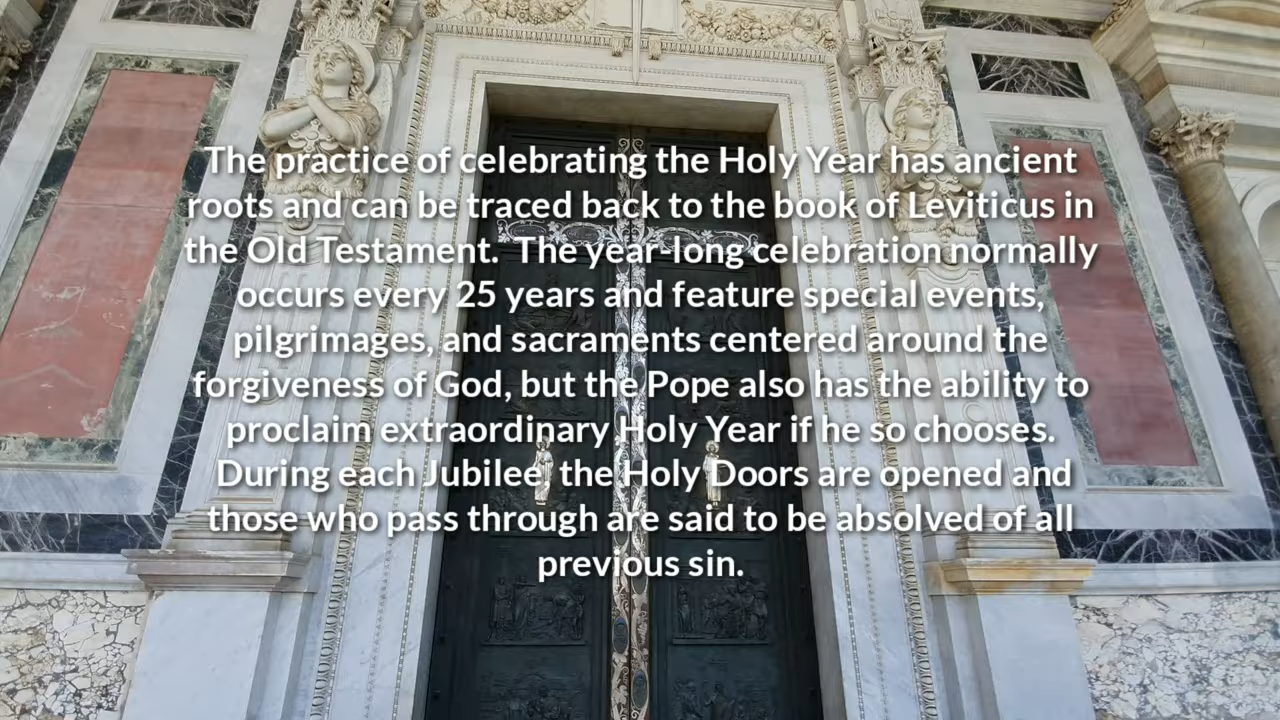 The practice of celebrating the Holy Year has ancient
roots and can be traced back to the book of Leviticus in
the Old Testament.  The year-long celebration normally
occurs every 25 years and feature special events,
pilgrimages, and sacraments centered around the
forgiveness of God, but the Pope also has the ability to
proclaim extraordinary Holy Year if he so chooses.
During each Jubilee, the Holy Doors are opened and
those who pass through are said to be absolved of all
previous sin.